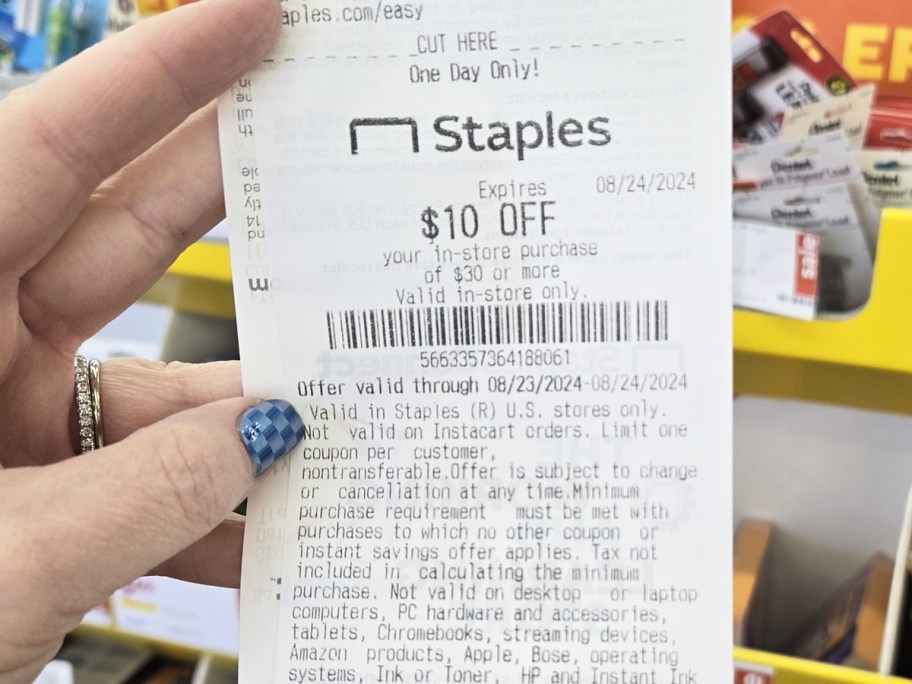 aples.com/easy
CUT HERE
One Day Only!
Staples
Expires 08/24/2024
$10 OFF
your in-store purchase
of $30 or more
Valid in-store only.
5663357364188061
Offer valid through 08/23/2024-08/24/2024
Valid in Staples (R) U.S. stores only.
Not valid on Instacart orders. Limit one
coupon per customer,
nontransferable.Offer is subject to change
or cancellation at any time.Minimum
purchase requirement must be met with
purchases to which no other coupon or
instant savings offer applies. Tax not
included in calculating the minimum
purchase. Not valid on desktop or laptop
computers, PC hardware and accessories,
tablets, Chromebooks, streaming devices,
Amazon products, Apple, Bose, operating
systems, Ink or Toner, HP and Instant Ink
ER
Pentel
Pentel
Pentel